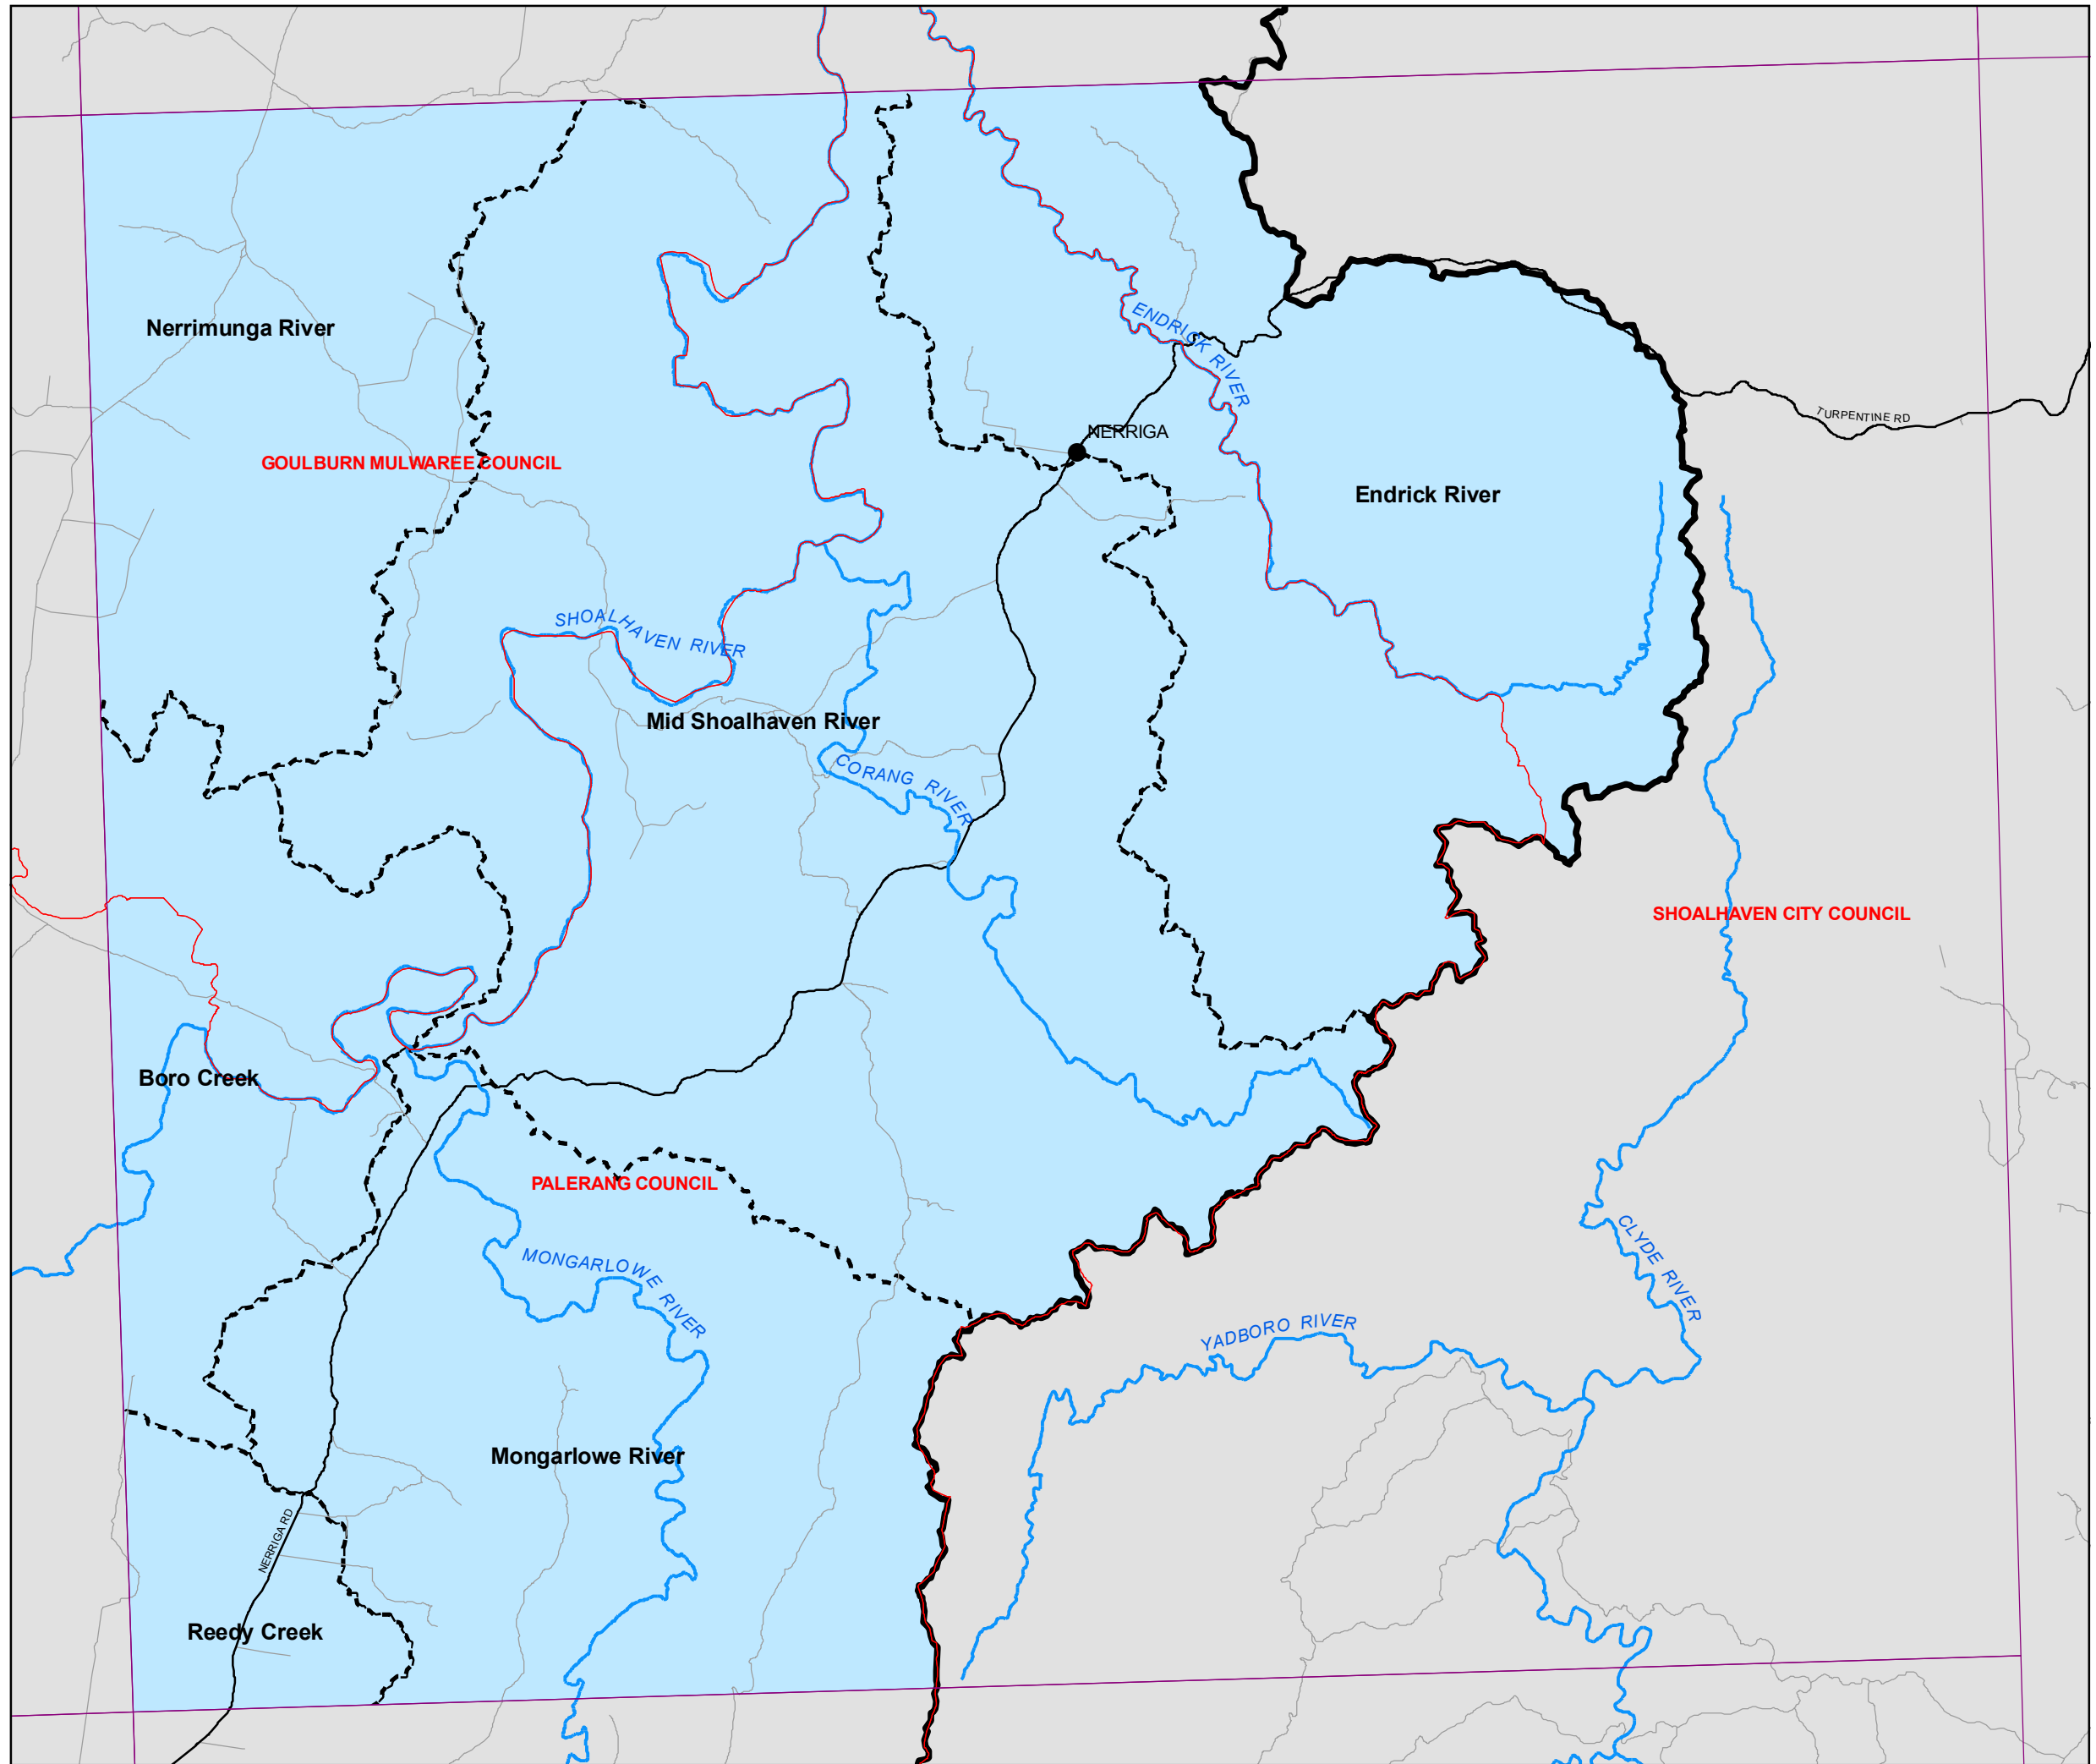 ENDRICK RIVER
Nerrimunga River
TURPENTINE RD
NERRIGA
GOULBURN MULWAREE COUNCIL
Endrick River
SHOALHAVEN RIVER
Mid Shoalhaven River
CORANG RIVER
SHOALHAVEN CITY COUNCIL
Boro Creek
PALERANG COUNCIL
CLYDE RIVER
MONGARLOWE RIVER
YADBORO RIVER
Mongarlowe River
NERRIGA RD
Reedy Creek